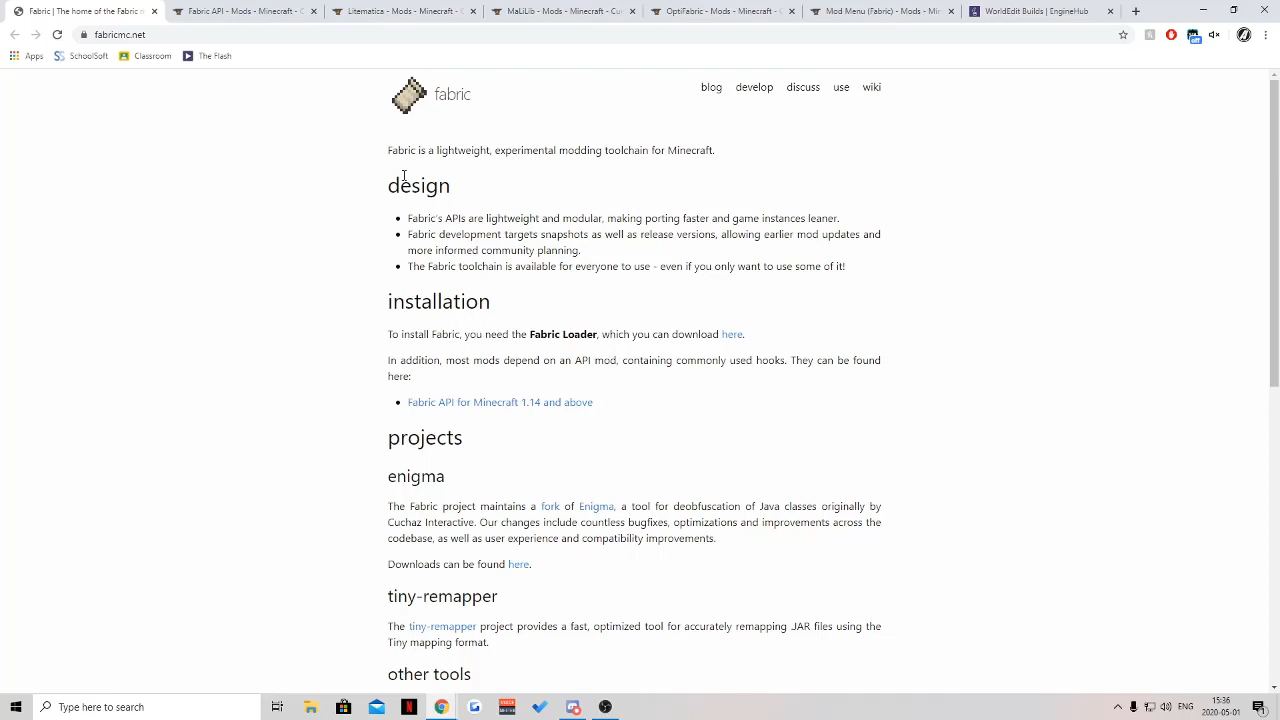 Fabric | The home of the Fabric m
Fabric API - Mods - Minecraft - C
Litematica - Mods - Minecraft - C
MaLiLib - Mods - Minecraft - Cu
OptiFabric - Mods - Minecraft - C
Mod Menu (Fabric) - Mods - Min
WorldEdit Builds | EngineHub
fabricmc.net
off
Apps
SchoolSoft
Classroom
The Flash
fabric
blog
develop
discuss
use
wiki
Fabric is a lightweight, experimental modding toolchain for Minecraft.
design
Fabric's APIs are lightweight and modular, making porting faster and game instances leaner.
Fabric development targets snapshots as well as release versions, allowing earlier mod updates and
more informed community planning.
The Fabric toolchain is available for everyone to use - even if you only want to use some of it!
installation
To install Fabric, you need the Fabric Loader, which you can download here.
In addition, most mods depend on an API mod, containing commonly used hooks. They can be found
here:
Fabric API for Minecraft 1.14 and above
projects
enigma
The Fabric project maintains a fork of Enigma, a tool for deobfuscation of Java classes originally by
Cuchaz Interactive. Our changes include countless bugfixes, optimizations and improvements across the
codebase, as well as user experience and compatibility improvements.
Downloads can be found here.
tiny-remapper
The tiny-remapper project provides a fast, optimized tool for accurately remapping JAR files using the
Tiny mapping format.
other tools
Type here to search
ENG
15:36
2020-05-01